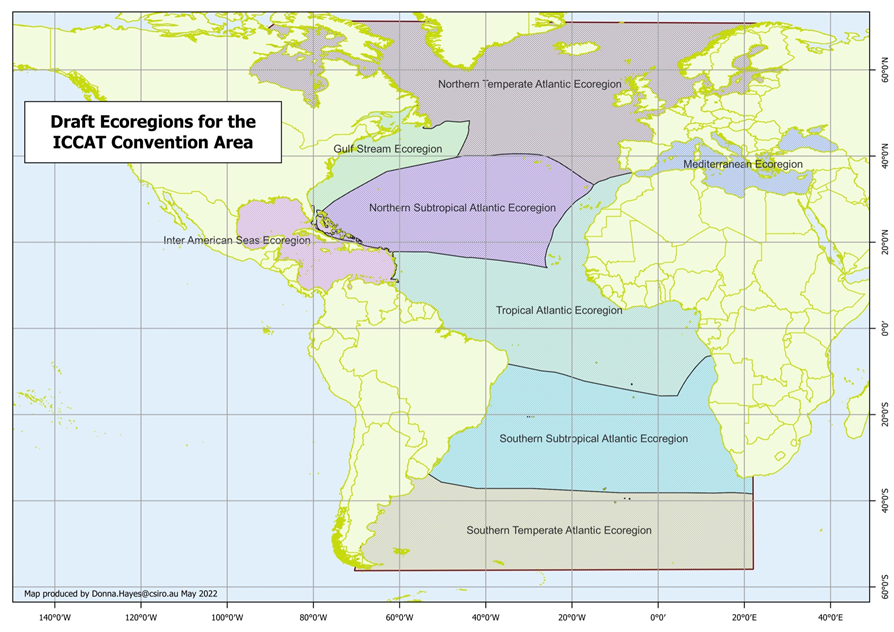 Draft Ecoregions for the
ICCAT Convention Area
Northern Temperate Atlantic Ecoregion
Gulf Stream Ecoregion
Mediterranean Ecoregion
Northern Subtropical Atlantic Ecoregion
Inter American Seas Ecoregion
Tropical Atlantic Ecoregion
Southern Subtropical Atlantic Ecoregion
Southern Temperate Atlantic Ecoregion
60°0'N
40°0'N
20°0'N
0°0'
20°0'S
40°0'S
60°0'S
Map produced by Donna.Hayes@csiro.au May 2022
140°0'W 120°0'W 100°0'W 80°0'W 60°0'W 40°0'W 20°0'W 0°0' 20°0'E 40°0'E